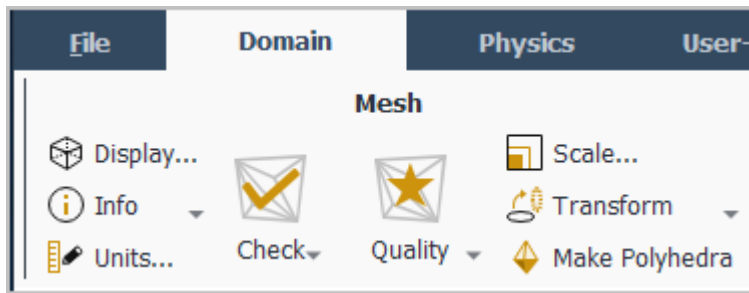 File Domain Physics User-
Mesh
Display... Scale...
Info Transform
Units... Check Quality Make Polyhedra